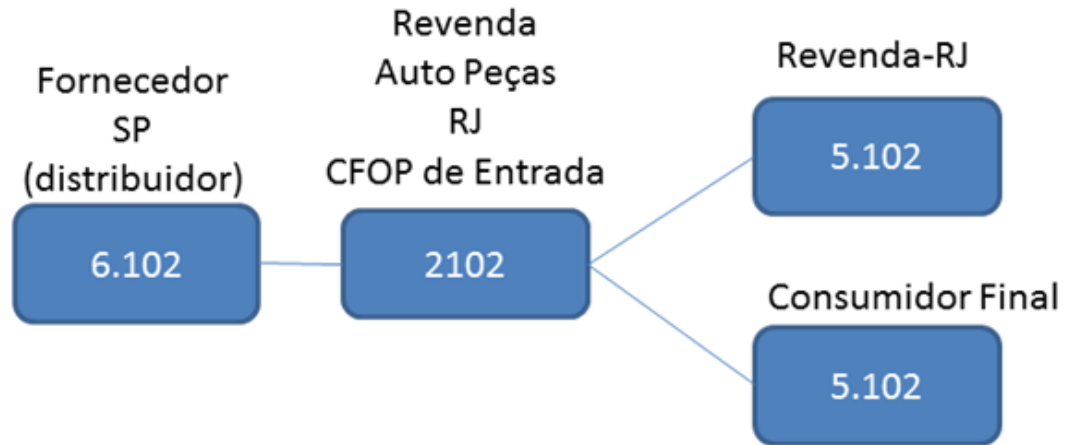 Fornecedor
SP
(distribuidor)
6.102
Revenda
Auto Peças
RJ
CFOP de Entrada
2102
Revenda-RJ
5.102
Consumidor Final
5.102